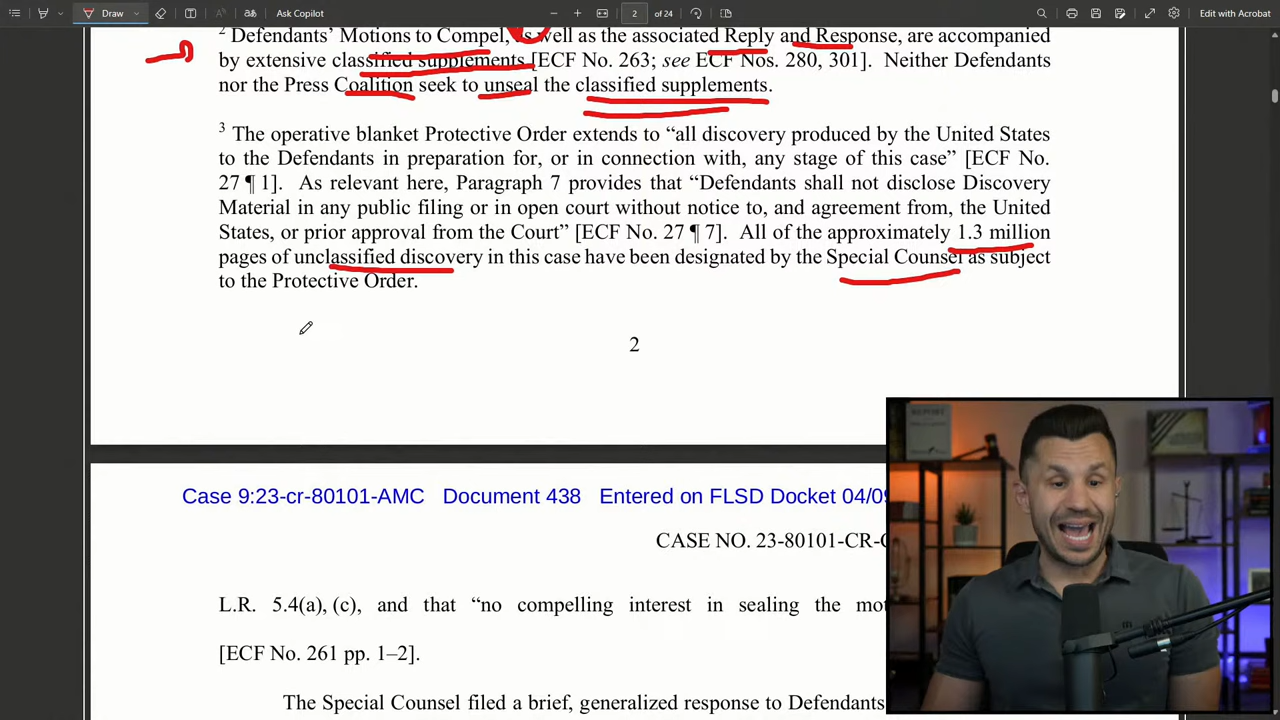 Draw
Ask Copilot
2 of 24
Edit with Acrobat
2 Defendants’ Motions to Compel, as well as the associated Reply and Response, are accompanied
by extensive classified supplements [ECF No. 263; see ECF Nos. 280, 301]. Neither Defendants
nor the Press Coalition seek to unseal the classified supplements.
3 The operative blanket Protective Order extends to “all discovery produced by the United States
to the Defendants in preparation for, or in connection with, any stage of this case” [ECF No.
27 ¶ 1]. As relevant here, Paragraph 7 provides that “Defendants shall not disclose Discovery
Material in any public filing or in open court without notice to, and agreement from, the United
States, or prior approval from the Court” [ECF No. 27 ¶ 7]. All of the approximately 1.3 million
pages of unclassified discovery in this case have been designated by the Special Counsel as subject
to the Protective Order.
2
Case 9:23-cr-80101-AMC Document 438 Entered on FLSD Docket 04/09
CASE NO. 23-80101-CR-C
L.R. 5.4(a), (c), and that “no compelling interest in sealing the mot
[ECF No. 261 pp. 1–2].
The Special Counsel filed a brief, generalized response to Defendants